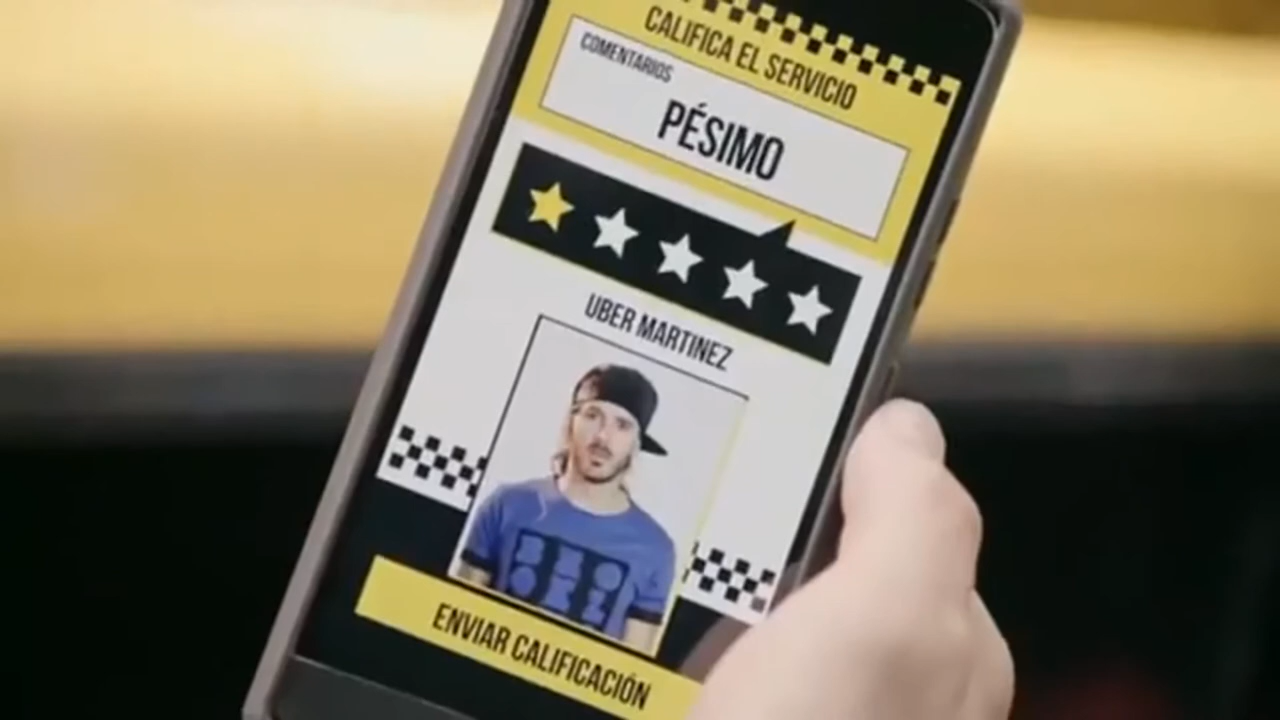 CALIFICA EL SERVICIO
COMENTARIOS
PÉSIMO
UBER MARTINEZ
ENVIAR CALIFICACIÓN